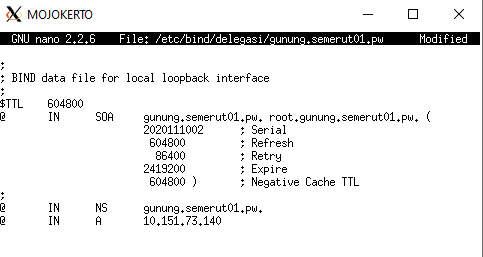 MOJOKERTO
GNU nano 2.2.6 File: /etc/bind/delegasi/gunung.semerut01.pw Modified
;
; BIND data file for local loopback interface
;
$TTL 604800
@ IN SOA gunung.semerut01.pw. root.gunung.semerut01.pw. (
2020111002 ; Serial
604800 ; Refresh
86400 ; Retry
2419200 ; Expire
604800 ) ; Negative Cache TTL
;
@ IN NS gunung.semerut01.pw.
@ IN A 10.151.73.140